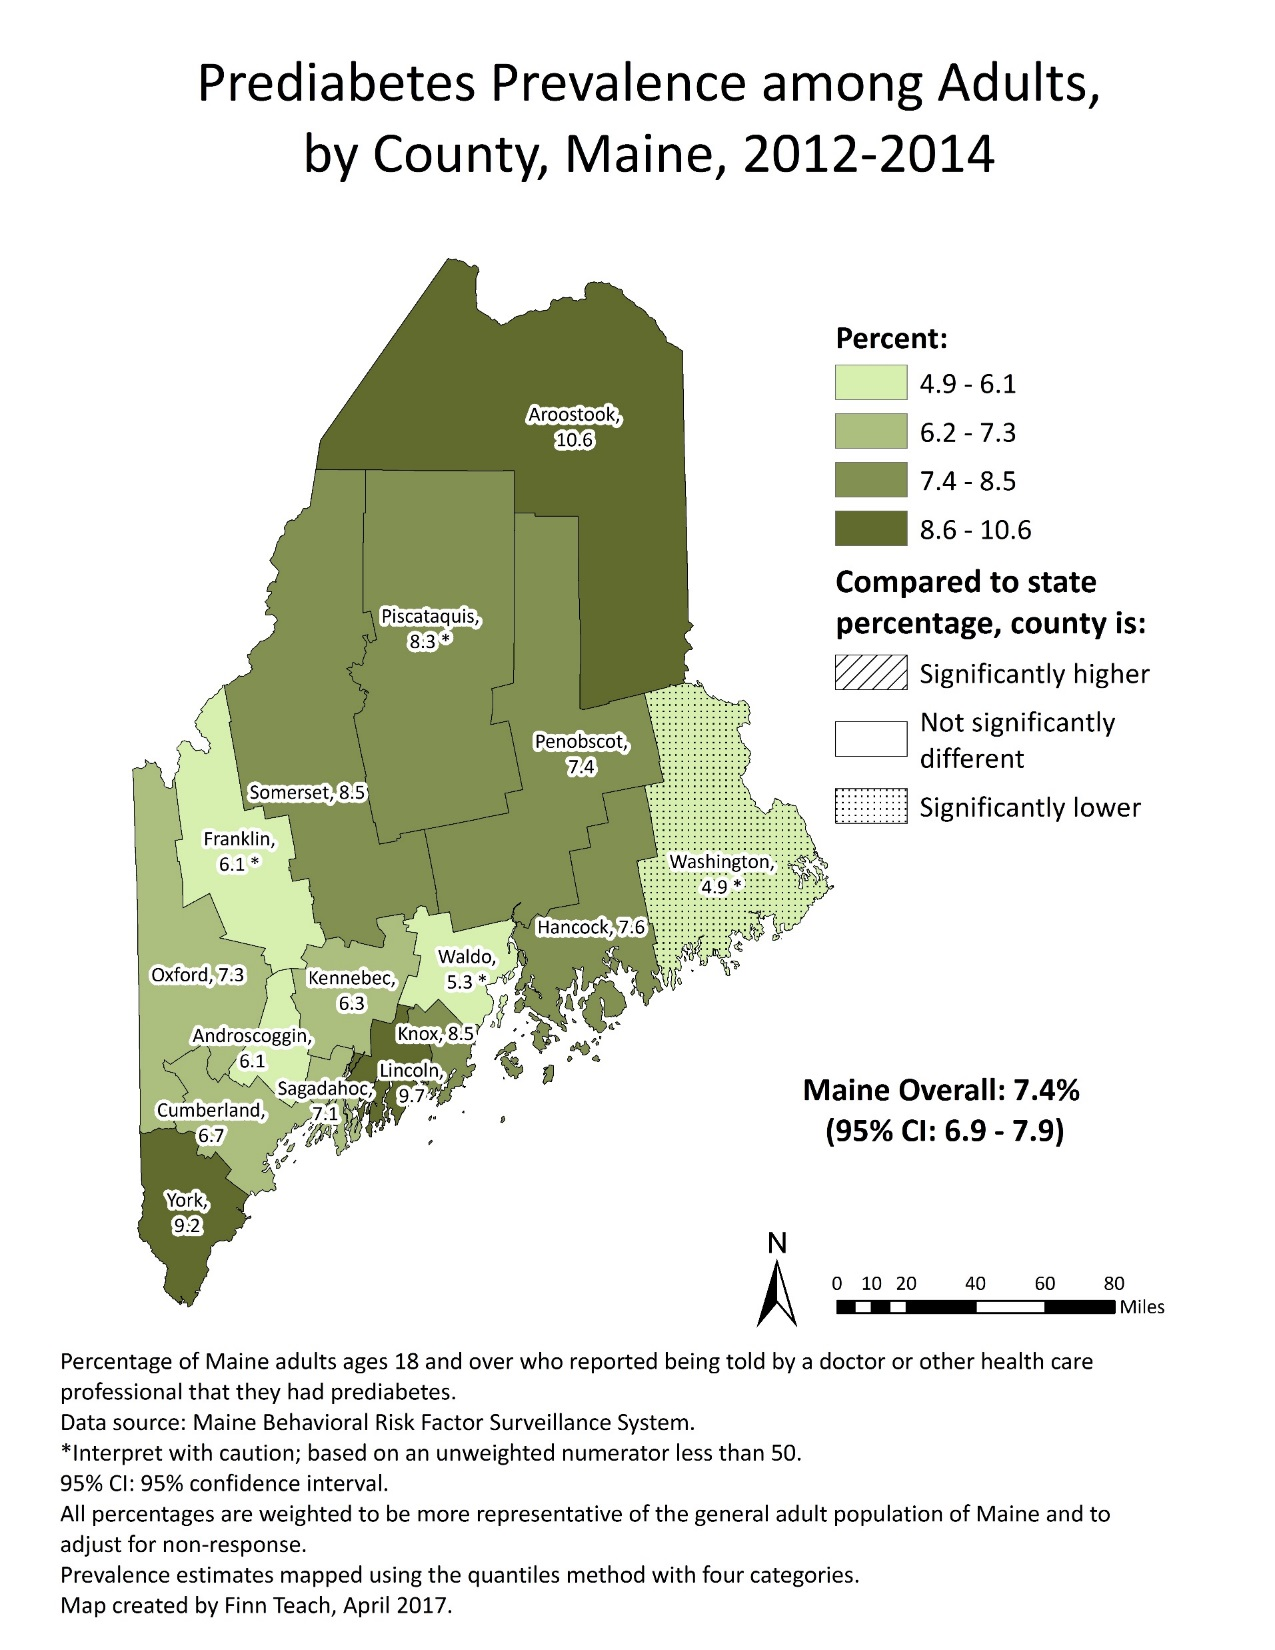 Prediabetes Prevalence among Adults,
by County, Maine, 2012-2014
Percent:
4.9 - 6.1
6.2 - 7.3
7.4 - 8.5
8.6 - 10.6
Compared to state
percentage, county is:
Significantly higher
Not significantly
different
Significantly lower
Aroostook,
10.6
Piscataquis,
8.3 *
Penobscot,
7.4
Somerset, 8.5
Franklin,
6.1 *
Washington,
4.9 *
Hancock, 7.6
Waldo,
5.3 *
Oxford, 7.3
Kennebec,
6.3
Androscoggin,
6.1
Knox, 8.5
Lincoln,
9.7
Sagadahoc,
7.1
Cumberland,
6.7
York,
9.2
Maine Overall: 7.4%
(95% CI: 6.9 - 7.9)
N
0 10 20 40 60 80
Miles
Percentage of Maine adults ages 18 and over who reported being told by a doctor or other health care
professional that they had prediabetes.
Data source: Maine Behavioral Risk Factor Surveillance System.
*Interpret with caution; based on an unweighted numerator less than 50.
95% CI: 95% confidence interval.
All percentages are weighted to be more representative of the general adult population of Maine and to
adjust for non-response.
Prevalence estimates mapped using the quantiles method with four categories.
Map created by Finn Teach, April 2017.